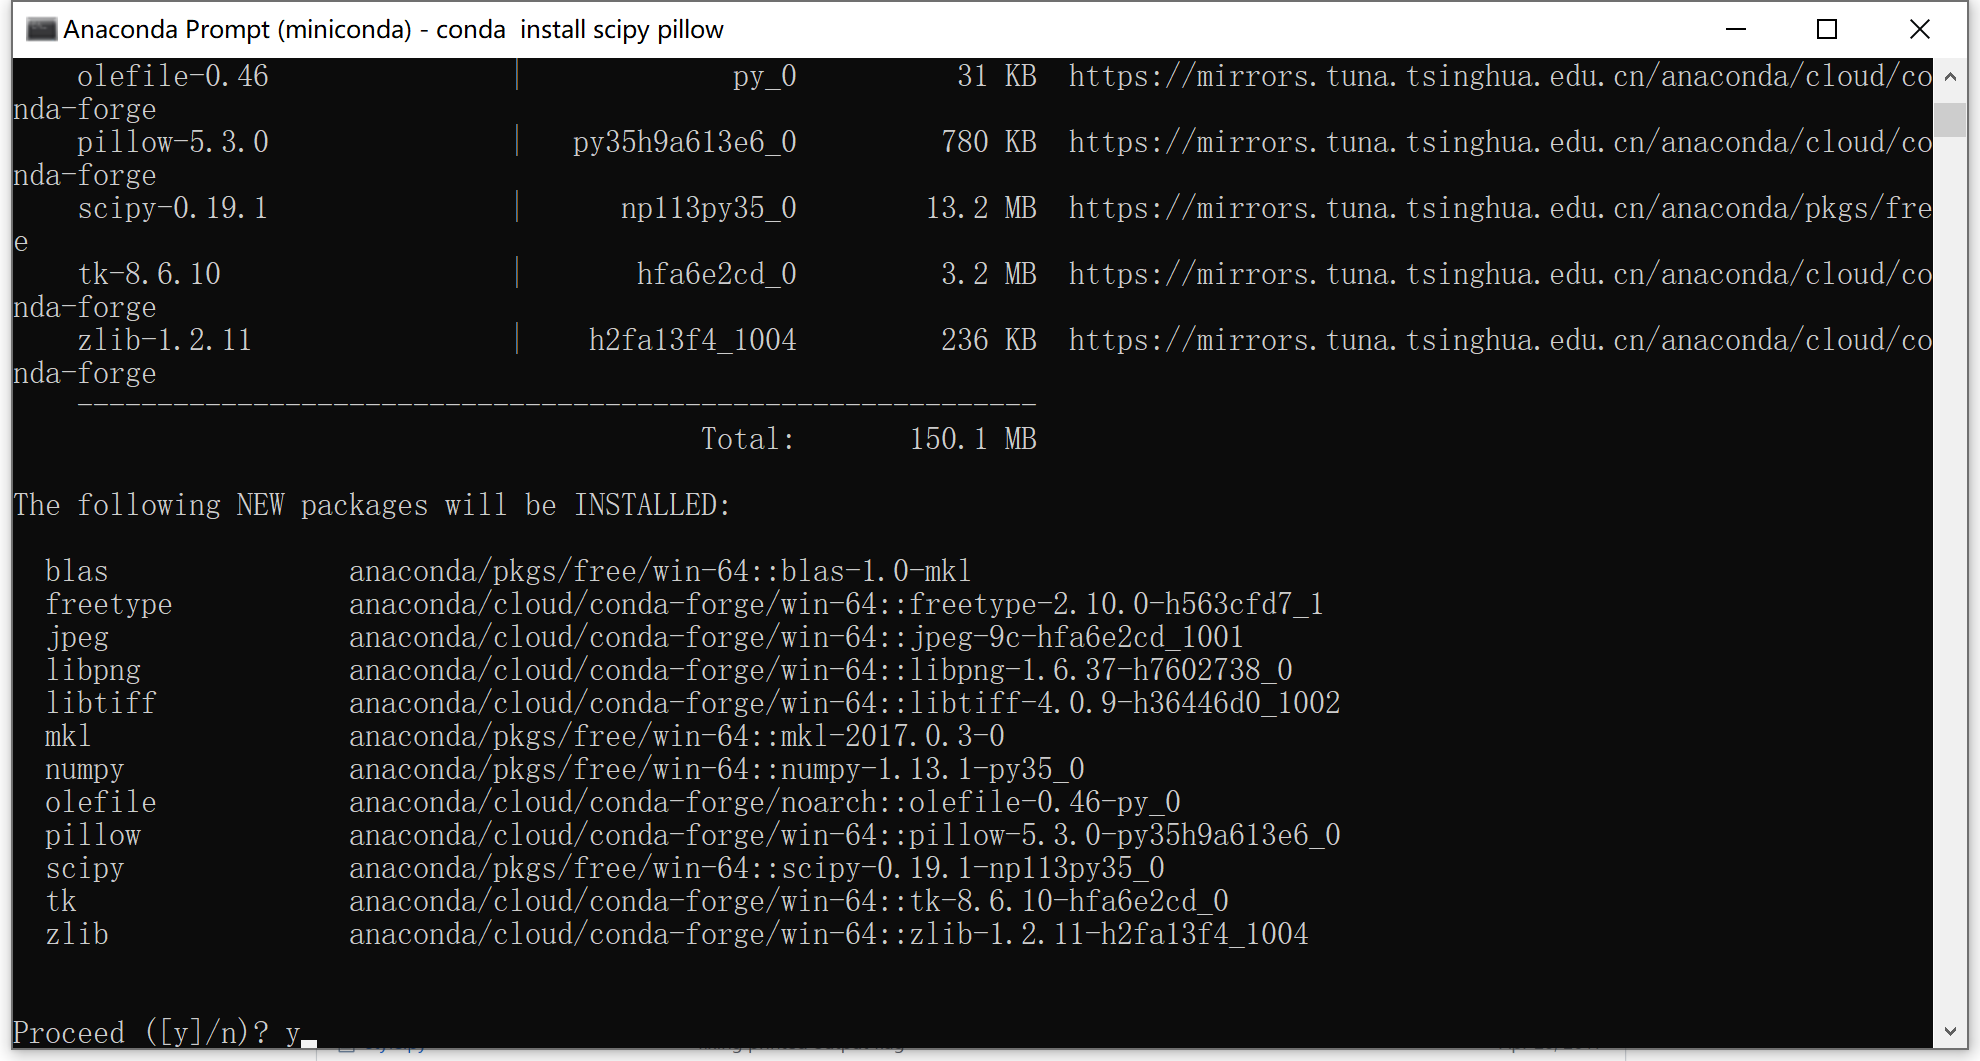 Anaconda Prompt (miniconda) - conda  install scipy pillow
olefile-0.46 | py_0 31 KB https://mirrors.tuna.tsinghua.edu.cn/anaconda/cloud/co
nda-forge
pillow-5.3.0 | py35h9a613e6_0 780 KB https://mirrors.tuna.tsinghua.edu.cn/anaconda/cloud/co
nda-forge
scipy-0.19.1 | np113py35_0 13.2 MB https://mirrors.tuna.tsinghua.edu.cn/anaconda/pkgs/fre
e
tk-8.6.10 | hfa6e2cd_0 3.2 MB https://mirrors.tuna.tsinghua.edu.cn/anaconda/cloud/co
nda-forge
zlib-1.2.11 | h2fa13f4_1004 236 KB https://mirrors.tuna.tsinghua.edu.cn/anaconda/cloud/co
nda-forge
------------------------------------------------------------
Total: 150.1 MB
The following NEW packages will be INSTALLED:
blas anaconda/pkgs/free/win-64::blas-1.0-mkl
freetype anaconda/cloud/conda-forge/win-64::freetype-2.10.0-h563cfd7_1
jpeg anaconda/cloud/conda-forge/win-64::jpeg-9c-hfa6e2cd_1001
libpng anaconda/cloud/conda-forge/win-64::libpng-1.6.37-h7602738_0
libtiff anaconda/cloud/conda-forge/win-64::libtiff-4.0.9-h36446d0_1002
mkl anaconda/pkgs/free/win-64::mkl-2017.0.3-0
numpy anaconda/pkgs/free/win-64::numpy-1.13.1-py35_0
olefile anaconda/cloud/conda-forge/noarch::olefile-0.46-py_0
pillow anaconda/cloud/conda-forge/win-64::pillow-5.3.0-py35h9a613e6_0
scipy anaconda/pkgs/free/win-64::scipy-0.19.1-np113py35_0
tk anaconda/cloud/conda-forge/win-64::tk-8.6.10-hfa6e2cd_0
zlib anaconda/cloud/conda-forge/win-64::zlib-1.2.11-h2fa13f4_1004
Proceed ([y]/n)? y